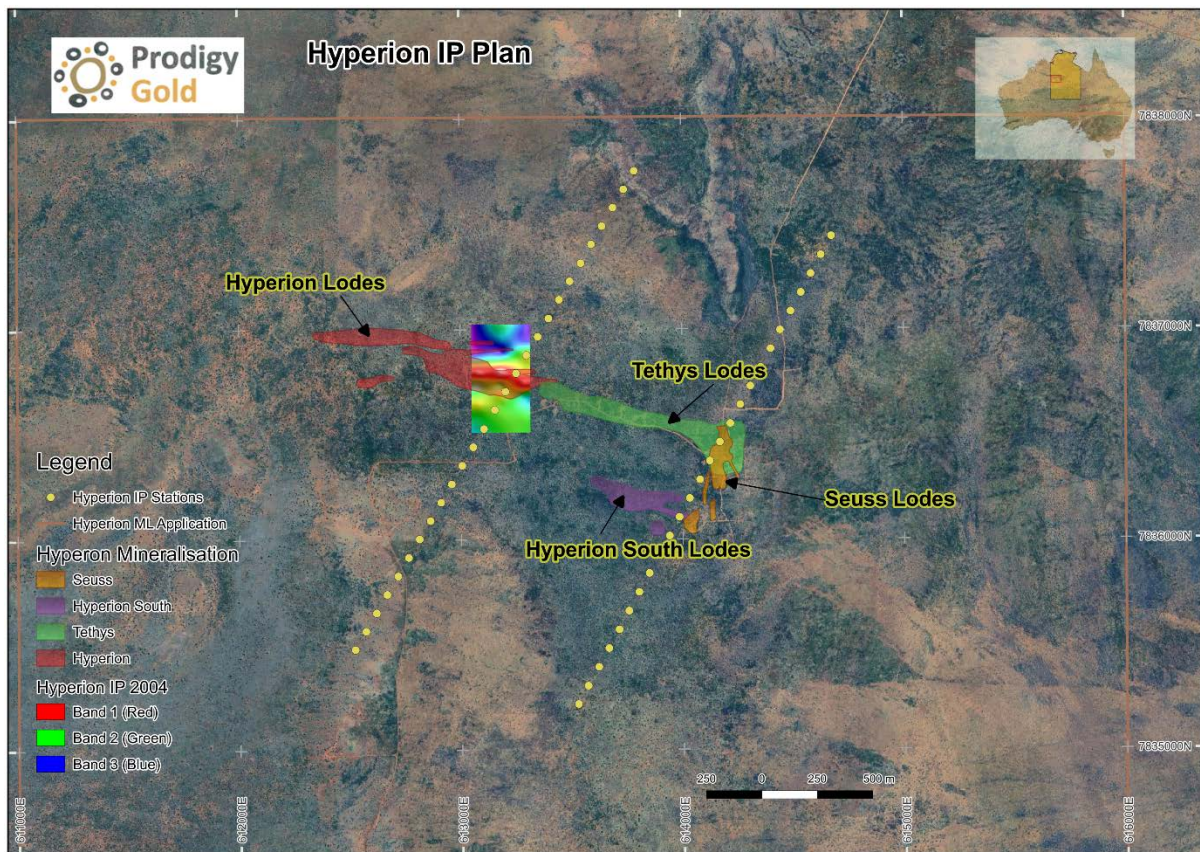 Prodigy
Gold
Hyperion IP Plan
7838000N
Hyperion Lodes
7837000N
Tethys Lodes
Legend
Hyperion IP Stations
Hyperion ML Application
Hyperon Mineralisation
Seuss
Hyperion South
Tethys
Hyperion
Hyperion IP 2004
Band 1 (Red)
Band 2 (Green)
Band 3 (Blue)
Seuss Lodes
Hyperion South Lodes
7836000N
7835000N
250 0 250 500 m
611000E
612000E
613000E
614000E
615000E
616000E